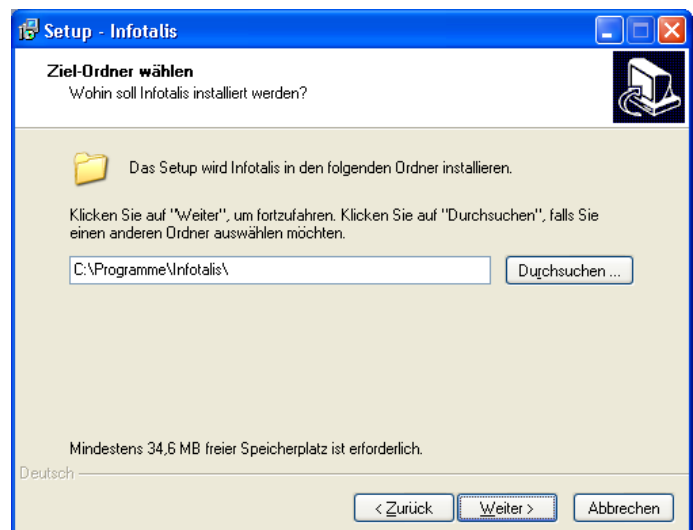 Setup - Infotalis
Ziel-Ordner wählen
Wohin soll Infotalis installiert werden?
Das Setup wird Infotalis in den folgenden Ordner installieren.
Klicken Sie auf "Weiter", um fortzufahren. Klicken Sie auf "Durchsuchen", falls Sie
einen anderen Ordner auswählen möchten.
C:\Programme\Infotalis\
Durchsuchen ...
Mindestens 34,6 MB freier Speicherplatz ist erforderlich.
Deutsch
< Zurück
Weiter >
Abbrechen